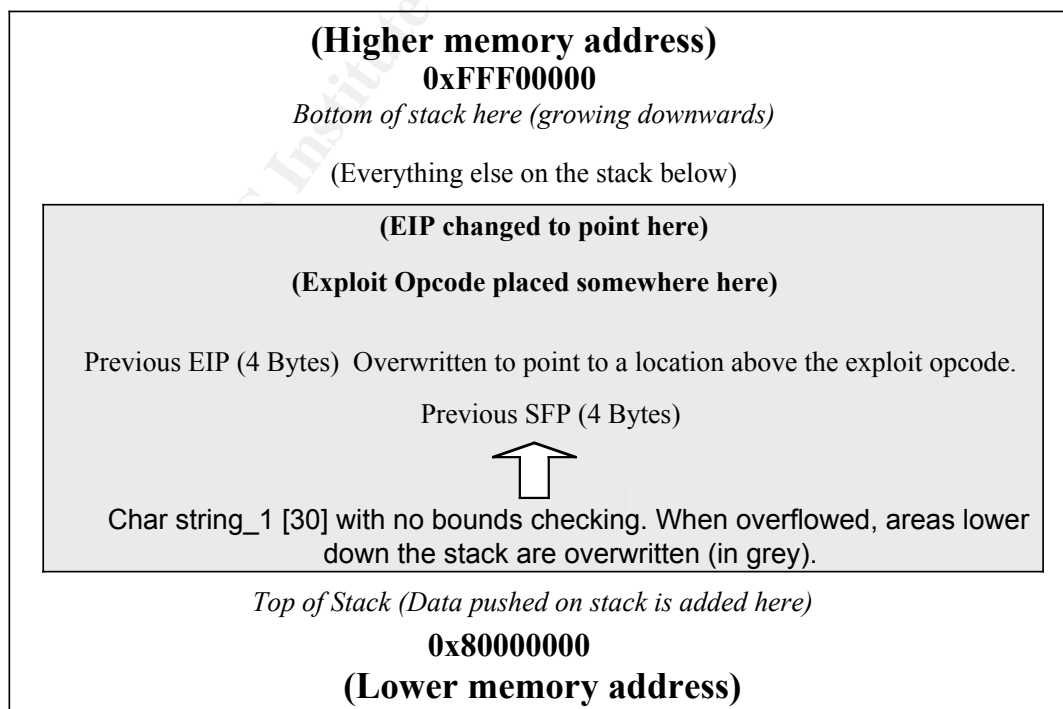 (Higher memory address)
0xFFF00000
Bottom of stack here (growing downwards)
(Everything else on the stack below)
(EIP changed to point here)
(Exploit Opcode placed somewhere here)
Previous EIP (4 Bytes)  Overwritten to point to a location above the exploit opcode.
Previous SFP (4 Bytes)
Char string_1 [30] with no bounds checking. When overflowed, areas lower
down the stack are overwritten (in grey).
Top of Stack (Data pushed on stack is added here)
0x80000000
(Lower memory address)